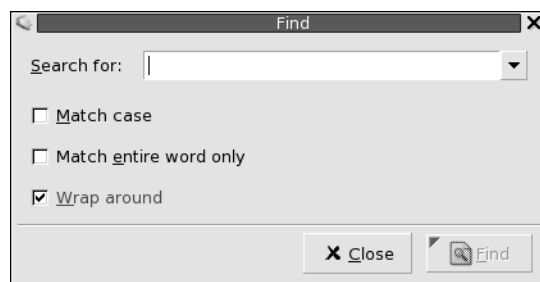 Find
Search for:
Match case
Match entire word only
Wrap around
Close
Find